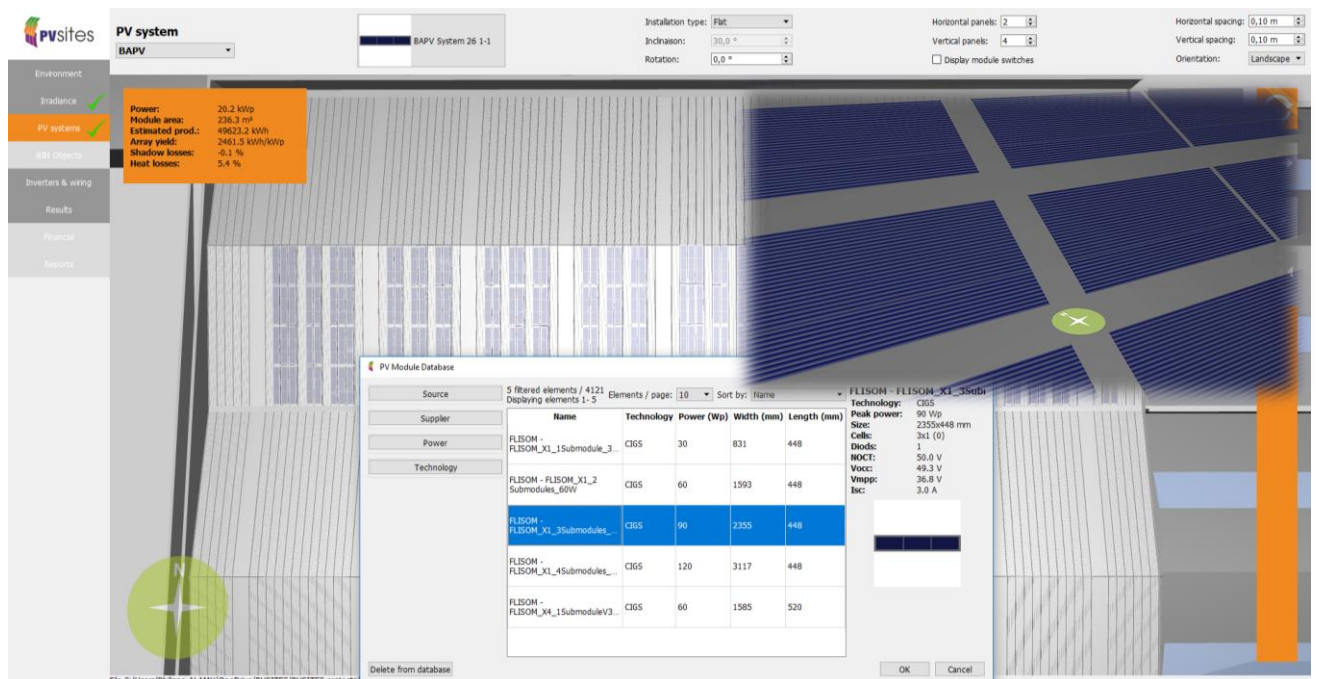 PVsites
PV system
BAPV
BAPV System 26 1-1
Installation type: Flat
Inclinaison: 30,0 °
Rotation: 0,0 °
Horizontal panels: 2
Vertical panels: 4
Display module switches
Horizontal spacing: 0,10 m
Vertical spacing: 0,10 m
Orientation: Landscape
Environment
Irradiance
PV systems
BIM Objects
Inverters & wiring
Results
Financial
Reports
Power: 20.2 kWp
Module area: 236.3 m²
Estimated prod.: 49623.2 kWh
Array yield: 2461.5 kWh/kWp
Shadow losses: -0.1 %
Heat losses: 5.4 %
N
PV Module Database
Source
Suppler
Power
Technology
5 filtered elements / 4121
Displaying elements 1- 5
Elements / page: 10 Sort by: Name
Name Technology Power (Wp) Width (mm) Length (mm)
FLISOM -
FLISOM_X1_1Submodule_3... CIGS 30 831 448
FLISOM - FLISOM_X1_2
Submodules_60W CIGS 60 1593 448
FLISOM -
FLISOM_X1_3Submodules_... CIGS 90 2355 448
FLISOM -
FLISOM_X1_4Submodules_... CIGS 120 3117 448
FLISOM -
FLISOM_X4_1SubmoduleV3... CIGS 60 1585 520
FLISOM - FLISOM_X1_3Subi
Technology: CIGS
Peak power: 90 Wp
Size: 2355x448 mm
Cells: 3x1 (0)
Diods: 1
NOCT: 50.0 V
Vocc: 49.3 V
Vmpp: 36.8 V
Isc: 3.0 A
Delete from database
OK
Cancel